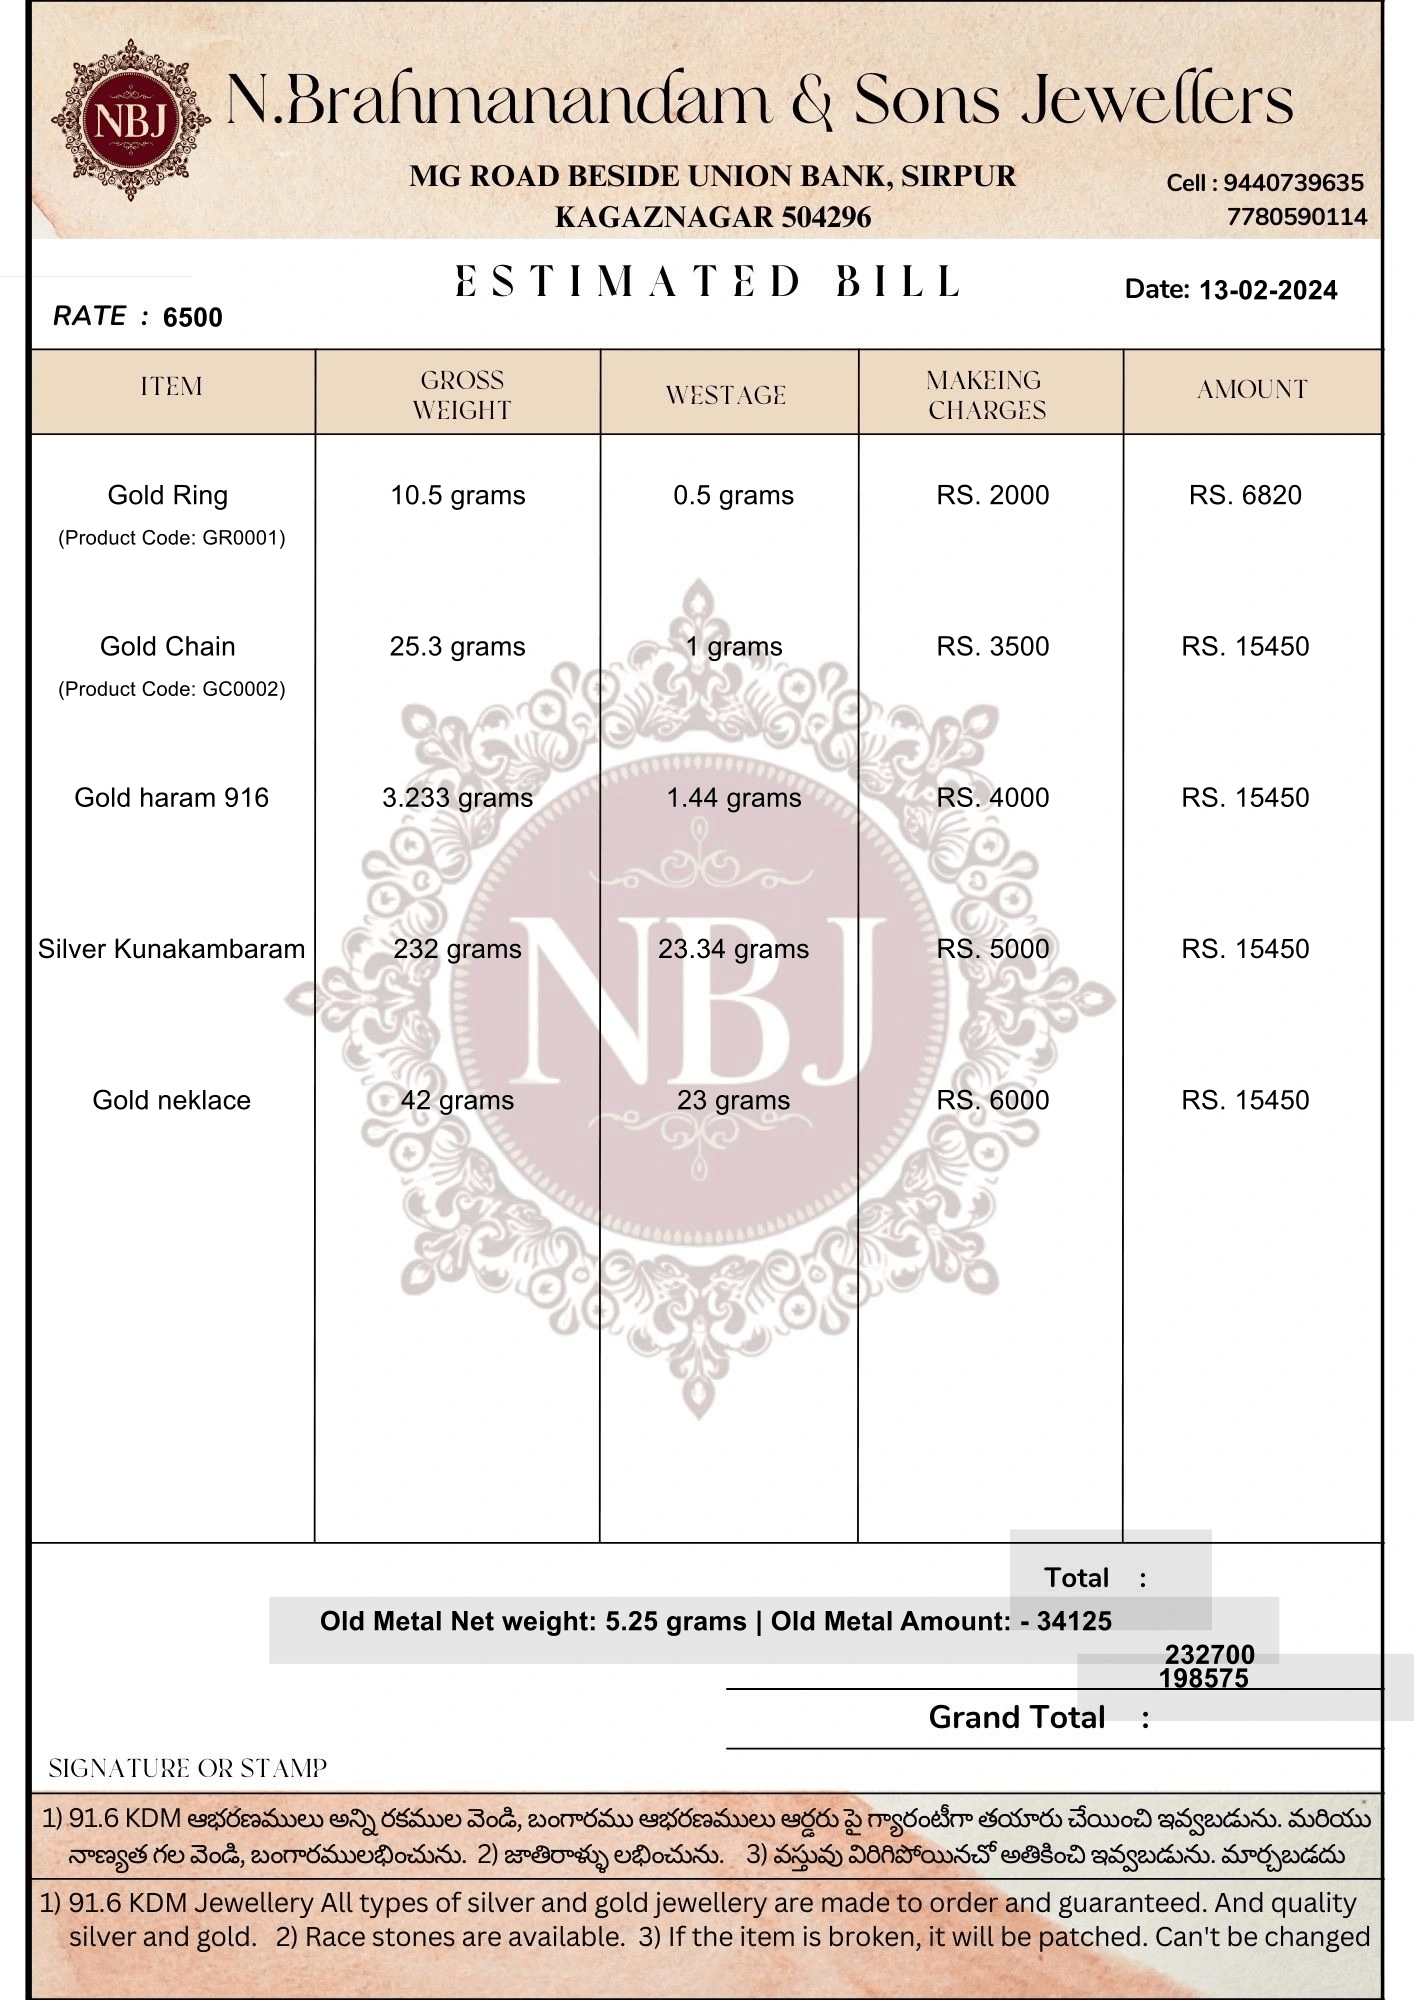 NBJ
N.Brahmanandam & Sons Jewellers
MG ROAD BESIDE UNION BANK, SIRPUR
KAGAZNAGAR 504296
Cell : 9440739635
7780590114
ESTIMATED BILL
Date: 13-02-2024
RATE : 6500
ITEM GROSS WEIGHT WESTAGE MAKEING CHARGES AMOUNT
Gold Ring 10.5 grams 0.5 grams RS. 2000 RS. 6820
(Product Code: GR0001)
Gold Chain 25.3 grams 1 grams RS. 3500 RS. 15450
(Product Code: GC0002)
Gold haram 916 3.233 grams 1.44 grams RS. 4000 RS. 15450
Silver Kunakambaram 232 grams 23.34 grams RS. 5000 RS. 15450
NBJ
Gold neklace 42 grams 23 grams RS. 6000 RS. 15450
Total :
Old Metal Net weight: 5.25 grams | Old Metal Amount: - 34125
232700
198575
Grand Total :
SIGNATURE OR STAMP
1) 91.6 KDM ఆభరణములు అన్ని రకముల వెండి, బంగారము ఆభరణములు ఆర్డరు పై గ్యారంటీగా తయారు చేయించి ఇవ్వబడును. మరియు
నాణ్యత గల వెండి, బంగారములభించును. 2) జాతిరాళ్ళు లభించును. 3) వస్తువు విరిగిపోయినచో అతికించి ఇవ్వబడును. మార్చబడదు
1) 91.6 KDM Jewellery All types of silver and gold jewellery are made to order and guaranteed. And quality
silver and gold. 2) Race stones are available. 3) If the item is broken, it will be patched. Can't be changed